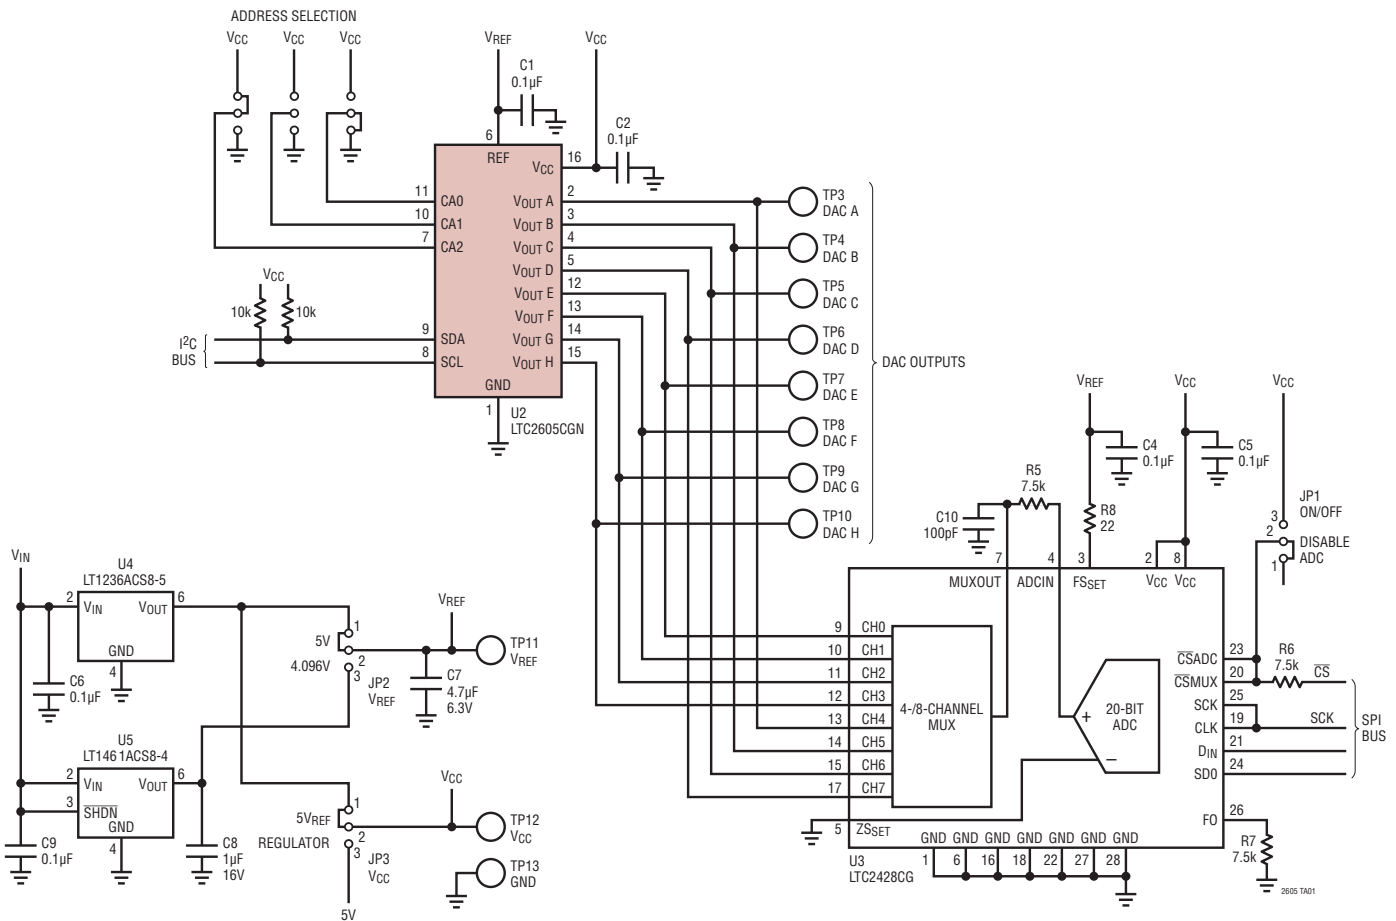 ADDRESS SELECTION
VCC VCC VCC
VREF
VCC
C1
0.1µF
C2
0.1µF
6
REF
16
VCC
11 CA0
10 CA1
7 CA2
VOUT A 2
VOUT B 3
VOUT C 4
VOUT D 5
VOUT E 12
VOUT F 13
VOUT G 14
VOUT H 15
VCC
10k 10k
I2C
BUS
9 SDA
8 SCL
GND
1
U2
LTC2605CGN
TP3
DAC A
TP4
DAC B
TP5
DAC C
TP6
DAC D
TP7
DAC E
TP8
DAC F
TP9
DAC G
TP10
DAC H
DAC OUTPUTS
VREF
VCC
VCC
C4
0.1µF
C5
0.1µF
R5
7.5k
C10
100pF
R8
22
JP1
ON/OFF
3
2
DISABLE
ADC
1
7 4 3 2 8
MUXOUT ADCIN FSSET VCC VCC
9 CH0
10 CH1
11 CH2
12 CH3
13 CH4
14 CH5
15 CH6
17 CH7
4-/8-CHANNEL
MUX
+
20-BIT
ADC
–
CSADC 23
CSMUX 20
SCK 25
CLK 19
DIN 21
SD0 24
FO 26
R6
7.5k
CS
SCK
SPI
BUS
R7
7.5k
5 ZSSET
GND GND GND GND GND GND GND
1 6 16 18 22 27 28
U3
LTC2428CG
VIN
U4
LT1236ACS8-5
2 VIN VOUT 6
GND
4
C6
0.1µF
U5
LT1461ACS8-4
2 VIN VOUT 6
3 SHDN
GND
4
C9
0.1µF
C8
1µF
16V
5V
4.096V
1
2
3
JP2
VREF
VREF
C7
4.7µF
6.3V
TP11
VREF
5VREF
REGULATOR
1
2
3
JP3
VCC
5V
VCC
TP12
VCC
TP13
GND
2605 TA01